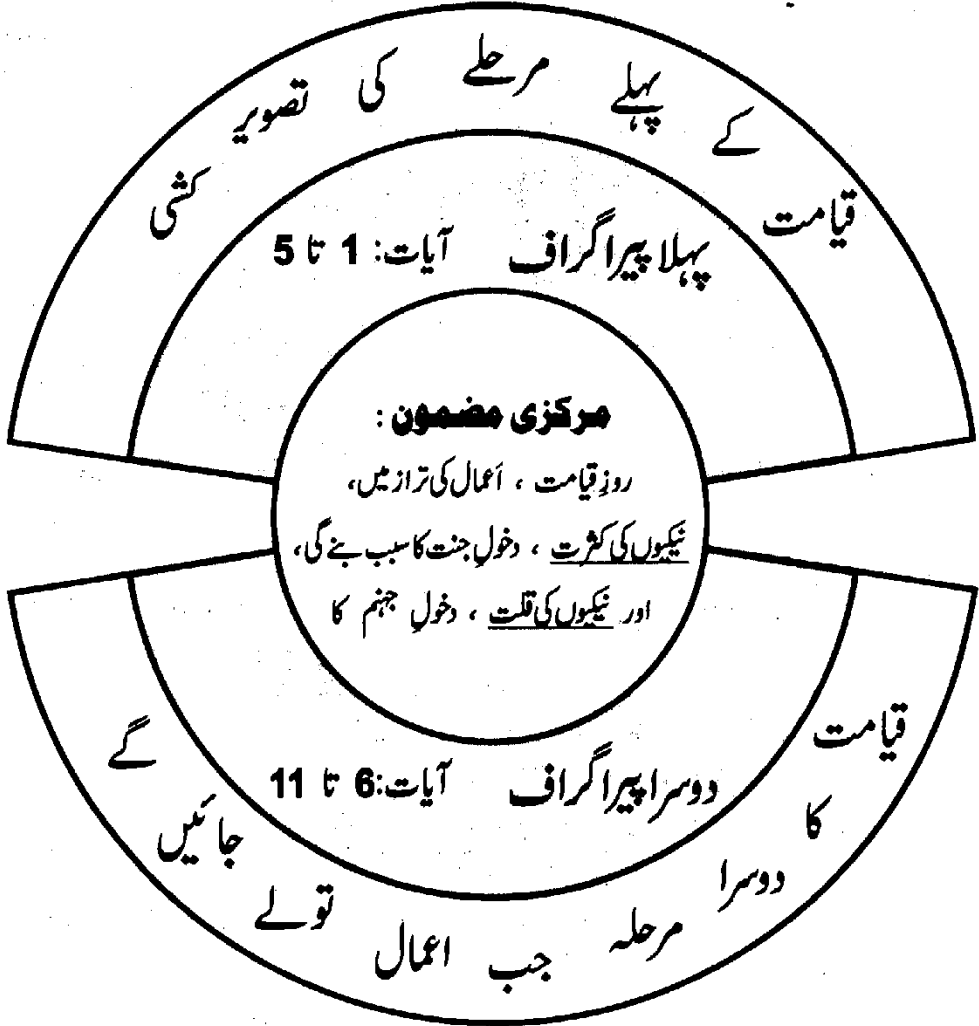 قیامت کے پہلے مرحلے کی تصویر کشی
پہلا پیراگراف آیات: 1 تا 5
مرکزی مضمون :
روزِ قیامت ، اَعمال کی تراز میں،
نیکیوں کی کثرت ، دخولِ جنت کا سبب بنے گی،
اور نیکیوں کی قلت ، دخولِ جہنم کا
دوسرا پیراگراف آیات:6 تا 11
قیامت کا دوسرا مرحلہ جب اعمال تولے جائیں گے